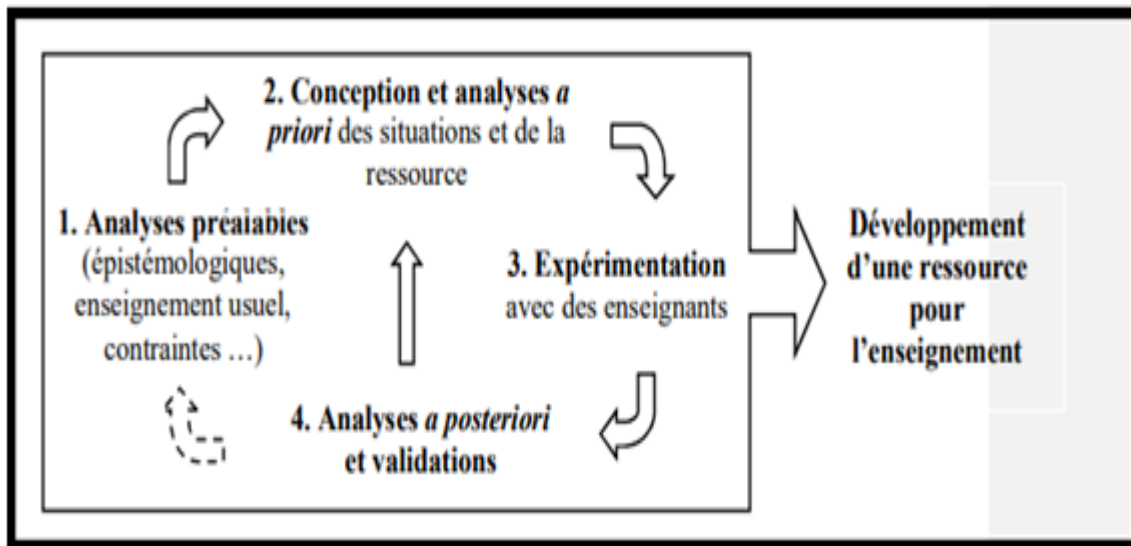 2. Conception et analyses a
priori des situations et de la
ressource
1. Analyses préaiabies
(épistémologiques,
enseignement usuel,
contraintes …)
3. Expérimentation
avec des enseignants
4. Analyses a posteriori
et validations
Développement
d'une ressource
pour
l'enseignement